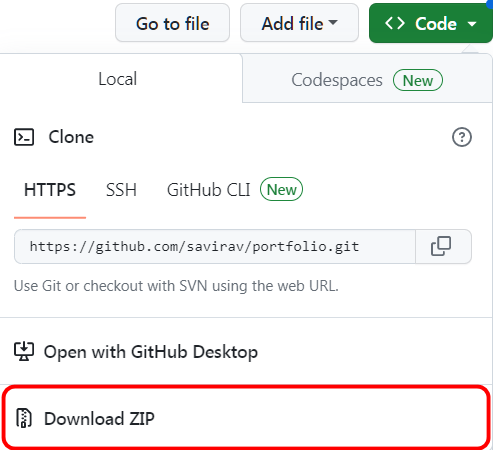 Go to file Add file Code
Local Codespaces New
Clone
HTTPS SSH GitHub CLI New
https://github.com/savirav/portfolio.git
Use Git or checkout with SVN using the web URL.
Open with GitHub Desktop
Download ZIP